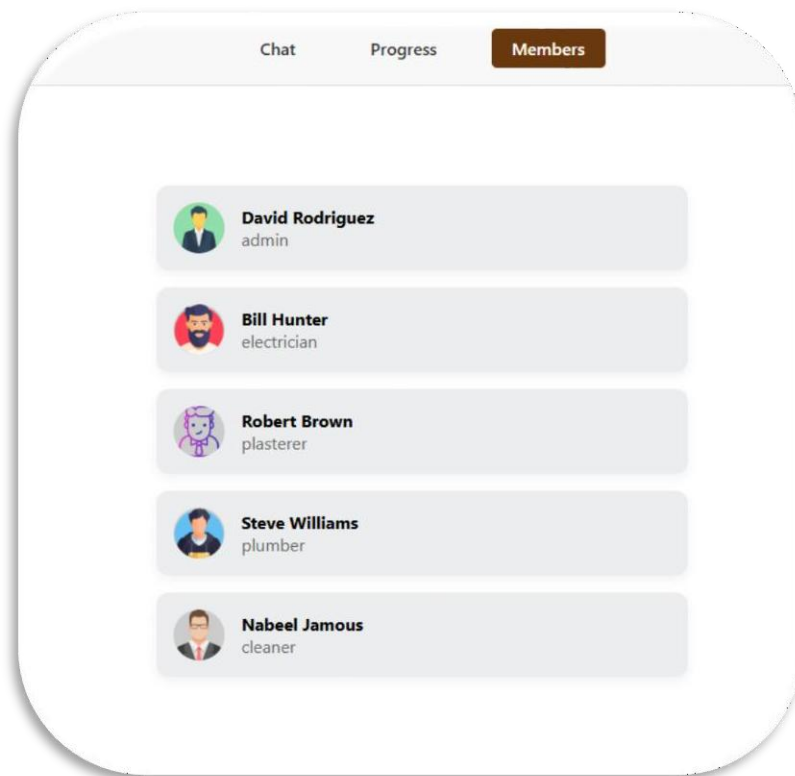 Chat Progress Members
David Rodriguez
admin
Bill Hunter
electrician
Robert Brown
plasterer
Steve Williams
plumber
Nabeel Jamous
cleaner